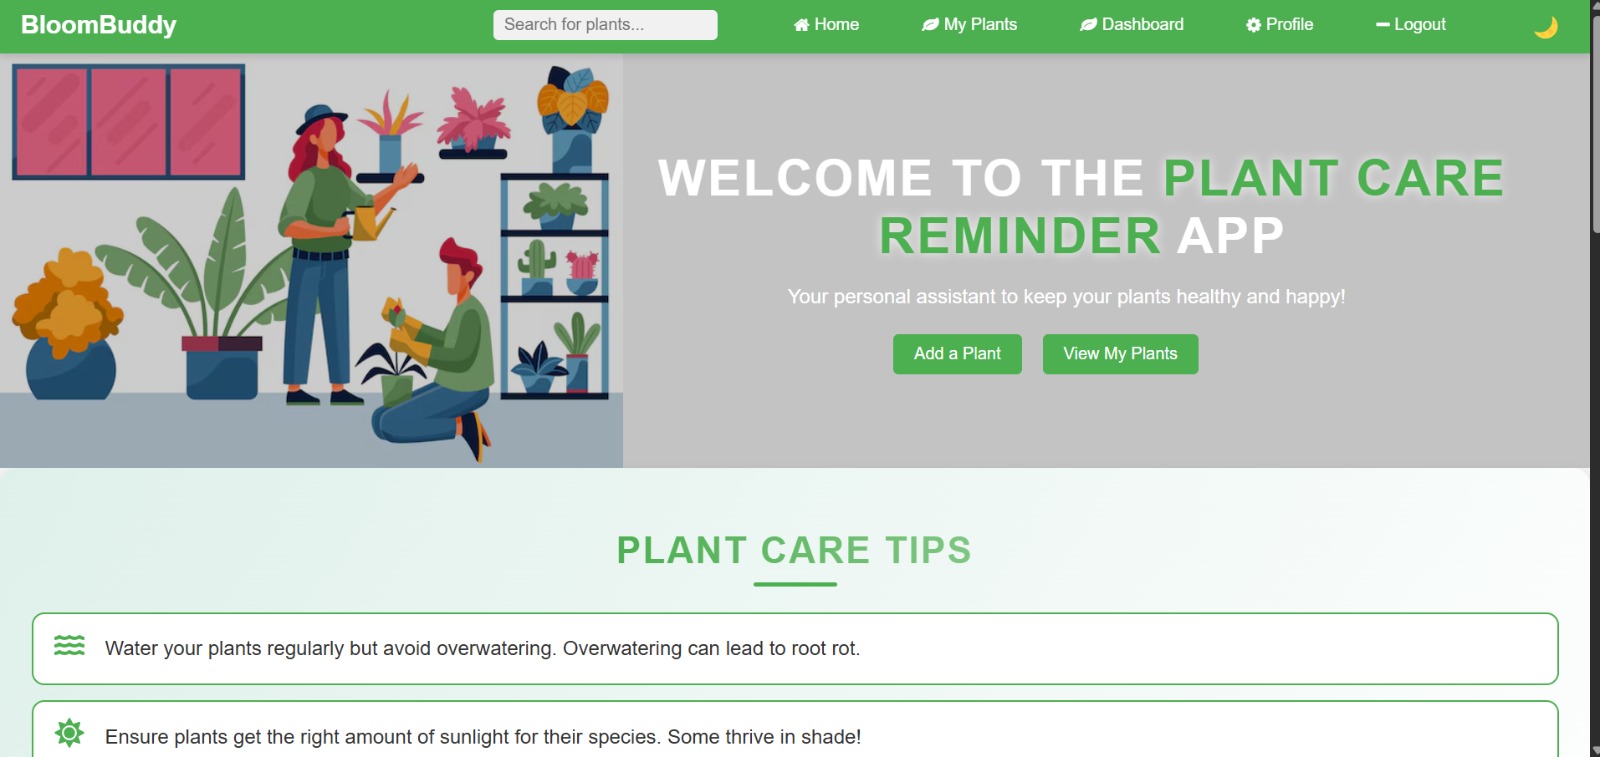 BloomBuddy
Search for plants...
Home
My Plants
Dashboard
Profile
Logout
WELCOME TO THE PLANT CARE
REMINDER APP
Your personal assistant to keep your plants healthy and happy!
Add a Plant
View My Plants
PLANT CARE TIPS
Water your plants regularly but avoid overwatering. Overwatering can lead to root rot.
Ensure plants get the right amount of sunlight for their species. Some thrive in shade!